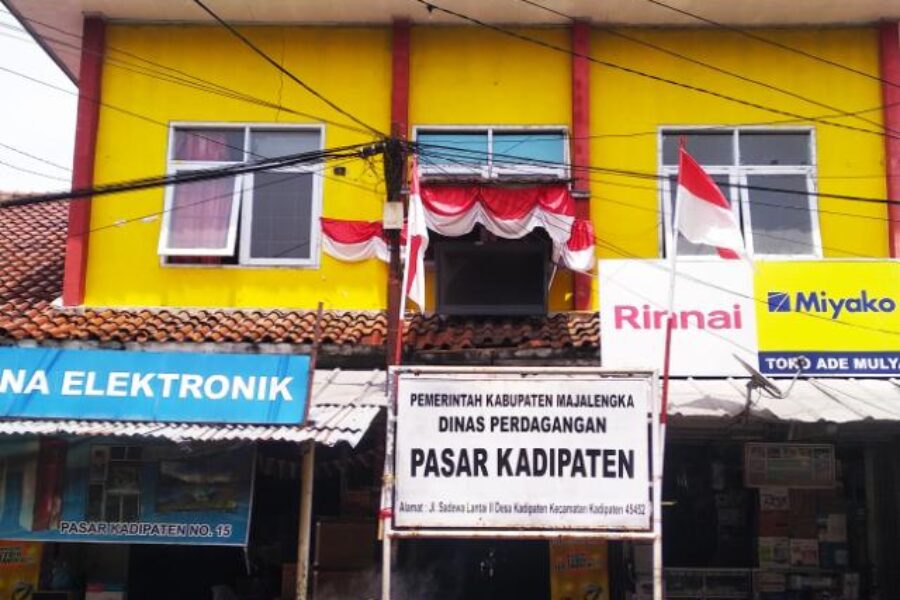 Rinnai
Miyako
TOKO ADE MULYA
NA ELEKTRONIK
PASAR KADIPATEN NO. 15
PEMERINTAH KABUPATEN MAJALENGKA
DINAS PERDAGANGAN
PASAR KADIPATEN
Alamat : Jl. Sadewa Lantai II Desa Kadipaten Kecamatan Kadipaten 45452